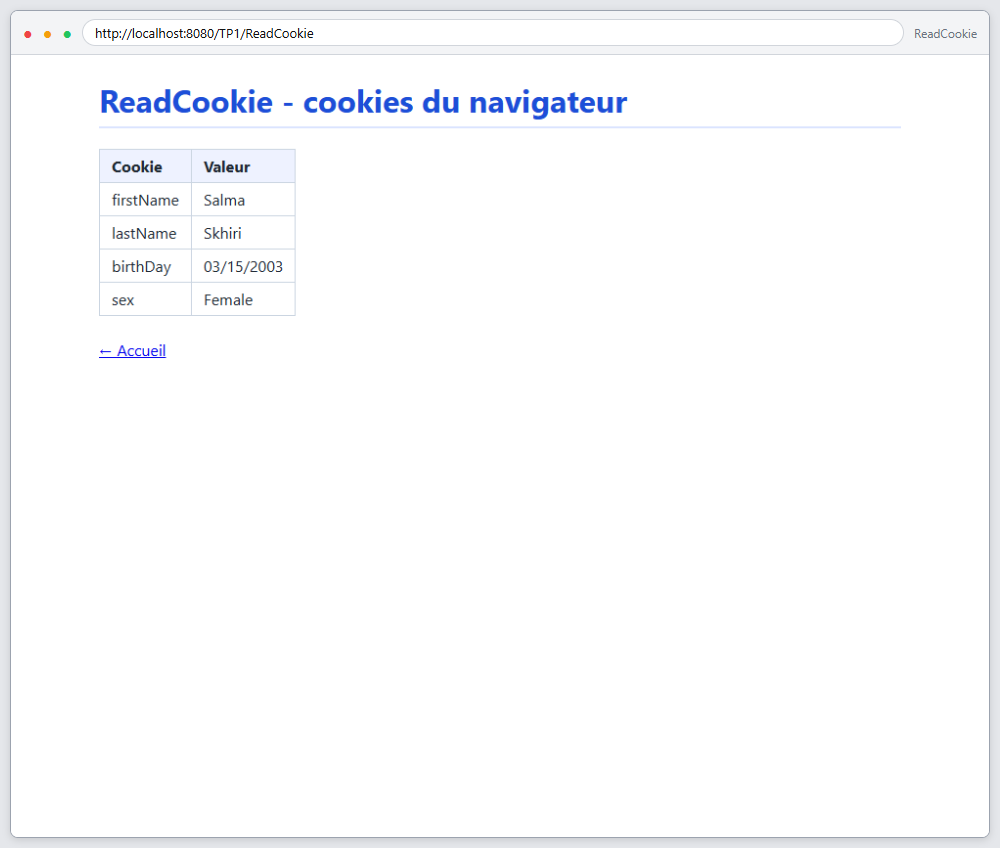 http://localhost:8080/TP1/ReadCookie ReadCookie
ReadCookie - cookies du navigateur
Cookie Valeur
firstName Salma
lastName Skhiri
birthDay 03/15/2003
sex Female
← Accueil